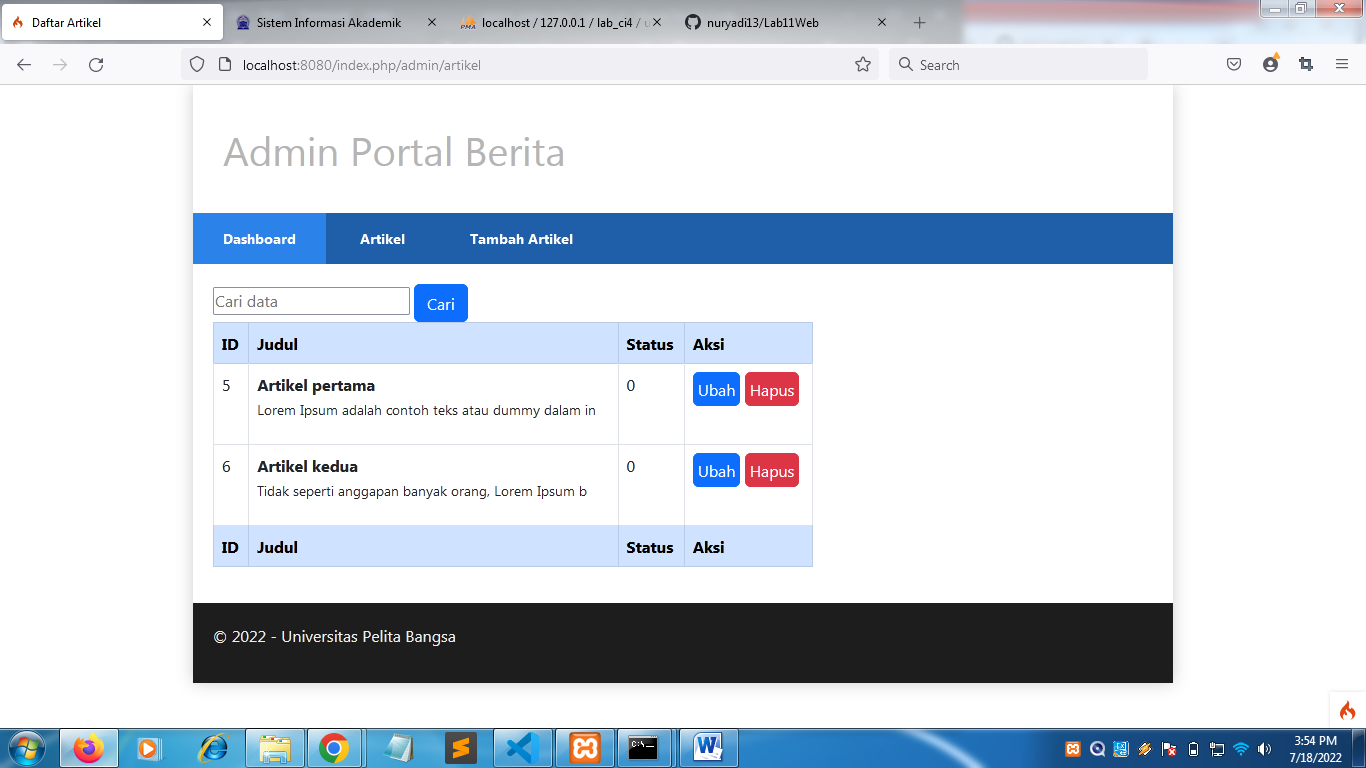 Daftar Artikel
Sistem Informasi Akademik
PMA localhost / 127.0.0.1 / lab_ci4 /
nuryadi13/Lab11Web
localhost:8080/index.php/admin/artikel
Search
Admin Portal Berita
Dashboard Artikel Tambah Artikel
Cari data Cari
ID Judul Status Aksi
5 Artikel pertama 0 Ubah Hapus
Lorem Ipsum adalah contoh teks atau dummy dalam in
6 Artikel kedua 0 Ubah Hapus
Tidak seperti anggapan banyak orang, Lorem Ipsum b
ID Judul Status Aksi
© 2022 - Universitas Pelita Bangsa
3:54 PM
7/18/2022